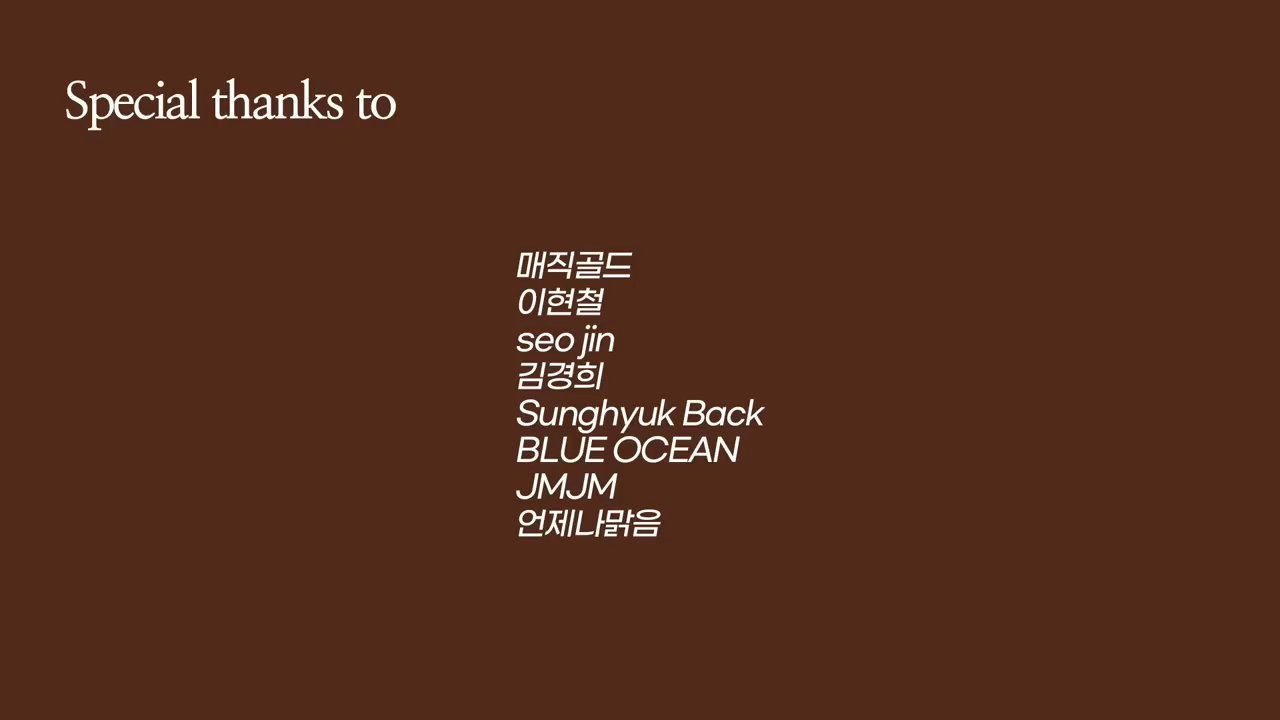 Special thanks to
매직골드
이현철
seo jin
김경희
Sunghyuk Back
BLUE OCEAN
JMJM
언제나맑음